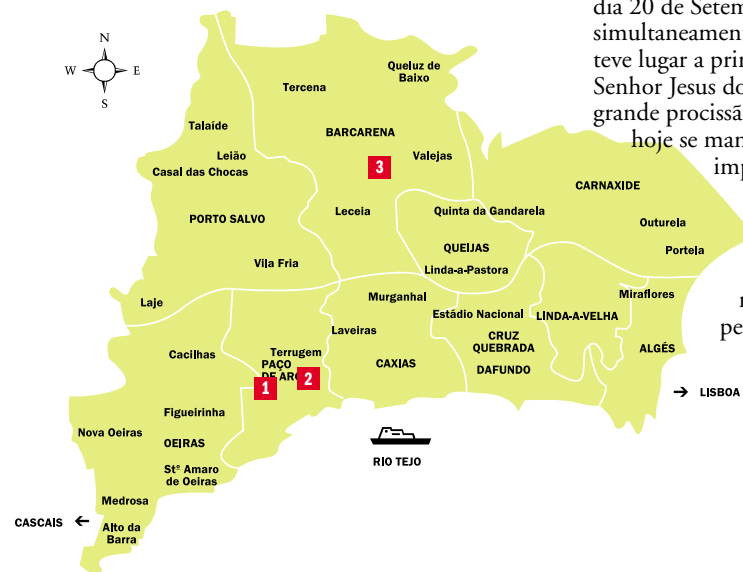 dia 20 de Setem
simultaneament
teve lugar a prin
Senhor Jesus do
grande procissã
hoje se man
imp
pe
N
W E
S
Queluz de
Baixo
Tercena
Talaíde
BARCARENA
Leião
Valejas
Casal das Chocas
3
CARNAXIDE
PORTO SALVO
Leceia
Quinta da Gandarela
Outurela
QUEIJAS
Portela
Vila Fria
Linda-a-Pastora
Laje
Murganhal
Miraflores
Estádio Nacional
LINDA-A-VELHA
Laveiras
CRUZ
QUEBRADA
Cacilhas
Terrugem
PAÇO
DE ARC
CAXIAS
DAFUNDO
ALGÉS
1
2
LISBOA
Figueirinha
Nova Oeiras
OEIRAS
RIO TEJO
Stº Amaro
de Oeiras
Medrosa
CASCAIS
Alto da
Barra